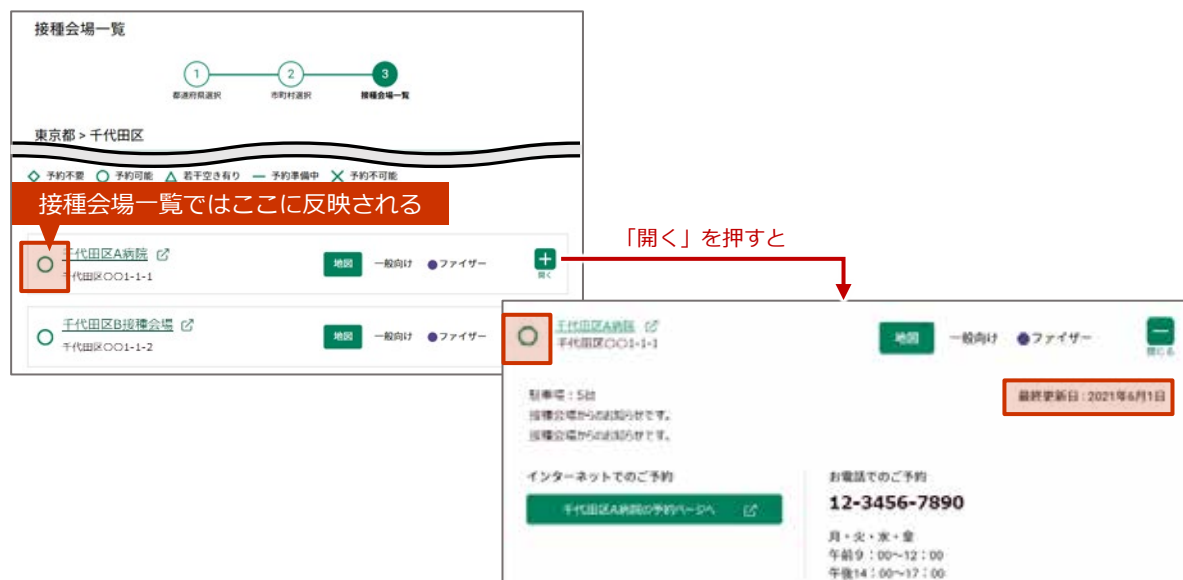 接種会場一覧
1 2 3
都道府県選択 市町村選択 接種会場一覧
東京都 > 千代田区
◇ 予約不要 ○ 予約可能 △ 若干空き有り — 予約準備中 × 予約不可能
接種会場一覧ではここに反映される
千代田区A病院
地図 一般向け ●ファイザー
開く
千代田区〇〇1-1-1
千代田区B接種会場
地図 一般向け ●ファイザー
千代田区〇〇1-1-2
「開く」を押すと
千代田区A病院
千代田区〇〇1-1-1
地図 一般向け ●ファイザー
閉じる
最終更新日：2021年6月1日
駐車場：5台
接種会場からのお知らせです。
接種会場からのお知らせです。
インターネットでのご予約
千代田区A病院の予約ページへ
お電話でのご予約
12-3456-7890
月・火・水・金
午前9：00～12：00
午後14：00～17：00